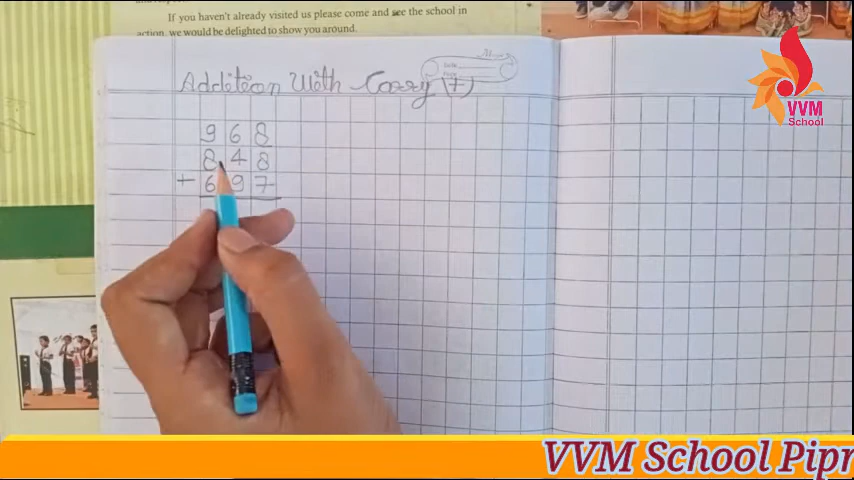 If you haven't already visited us please come and see the school in
action, we would be delighted to show you around.
Addition With Carry (+)
968
848
+ 697
VVM
School
VVM School Pipr